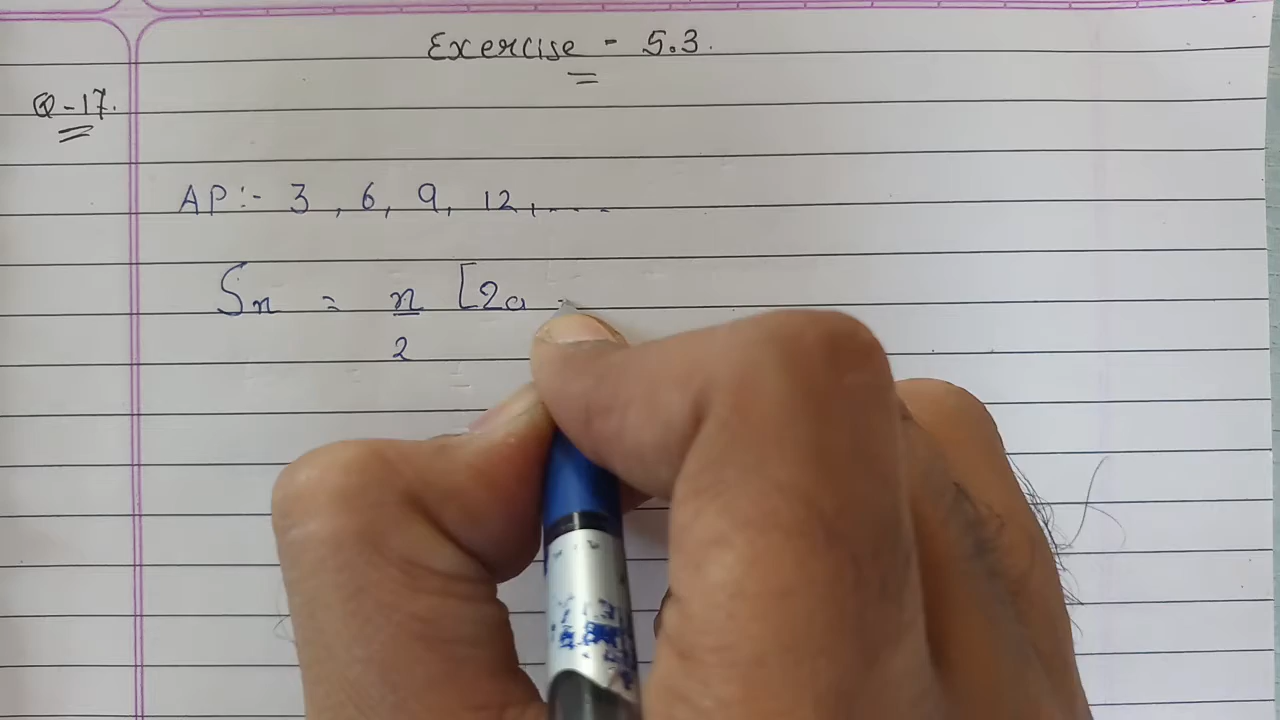 Exercise - 5.3.
Q-17.
AP:- 3, 6, 9, 12, ....
Sn = n/2 [2a